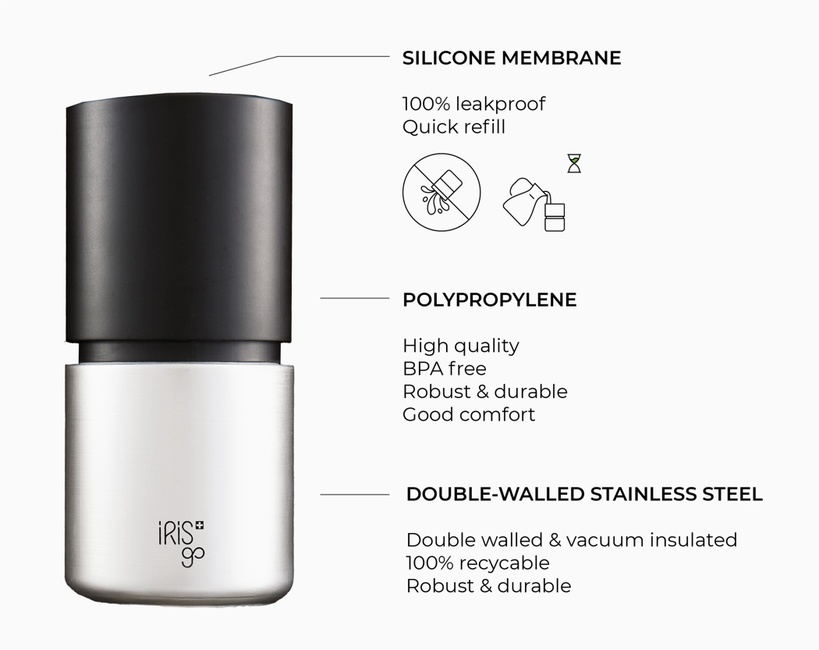 SILICONE MEMBRANE
100% leakproof
Quick refill
POLYPROPYLENE
High quality
BPA free
Robust & durable
Good comfort
DOUBLE-WALLED STAINLESS STEEL
Double walled & vacuum insulated
100% recycable
Robust & durable
iRiS
go